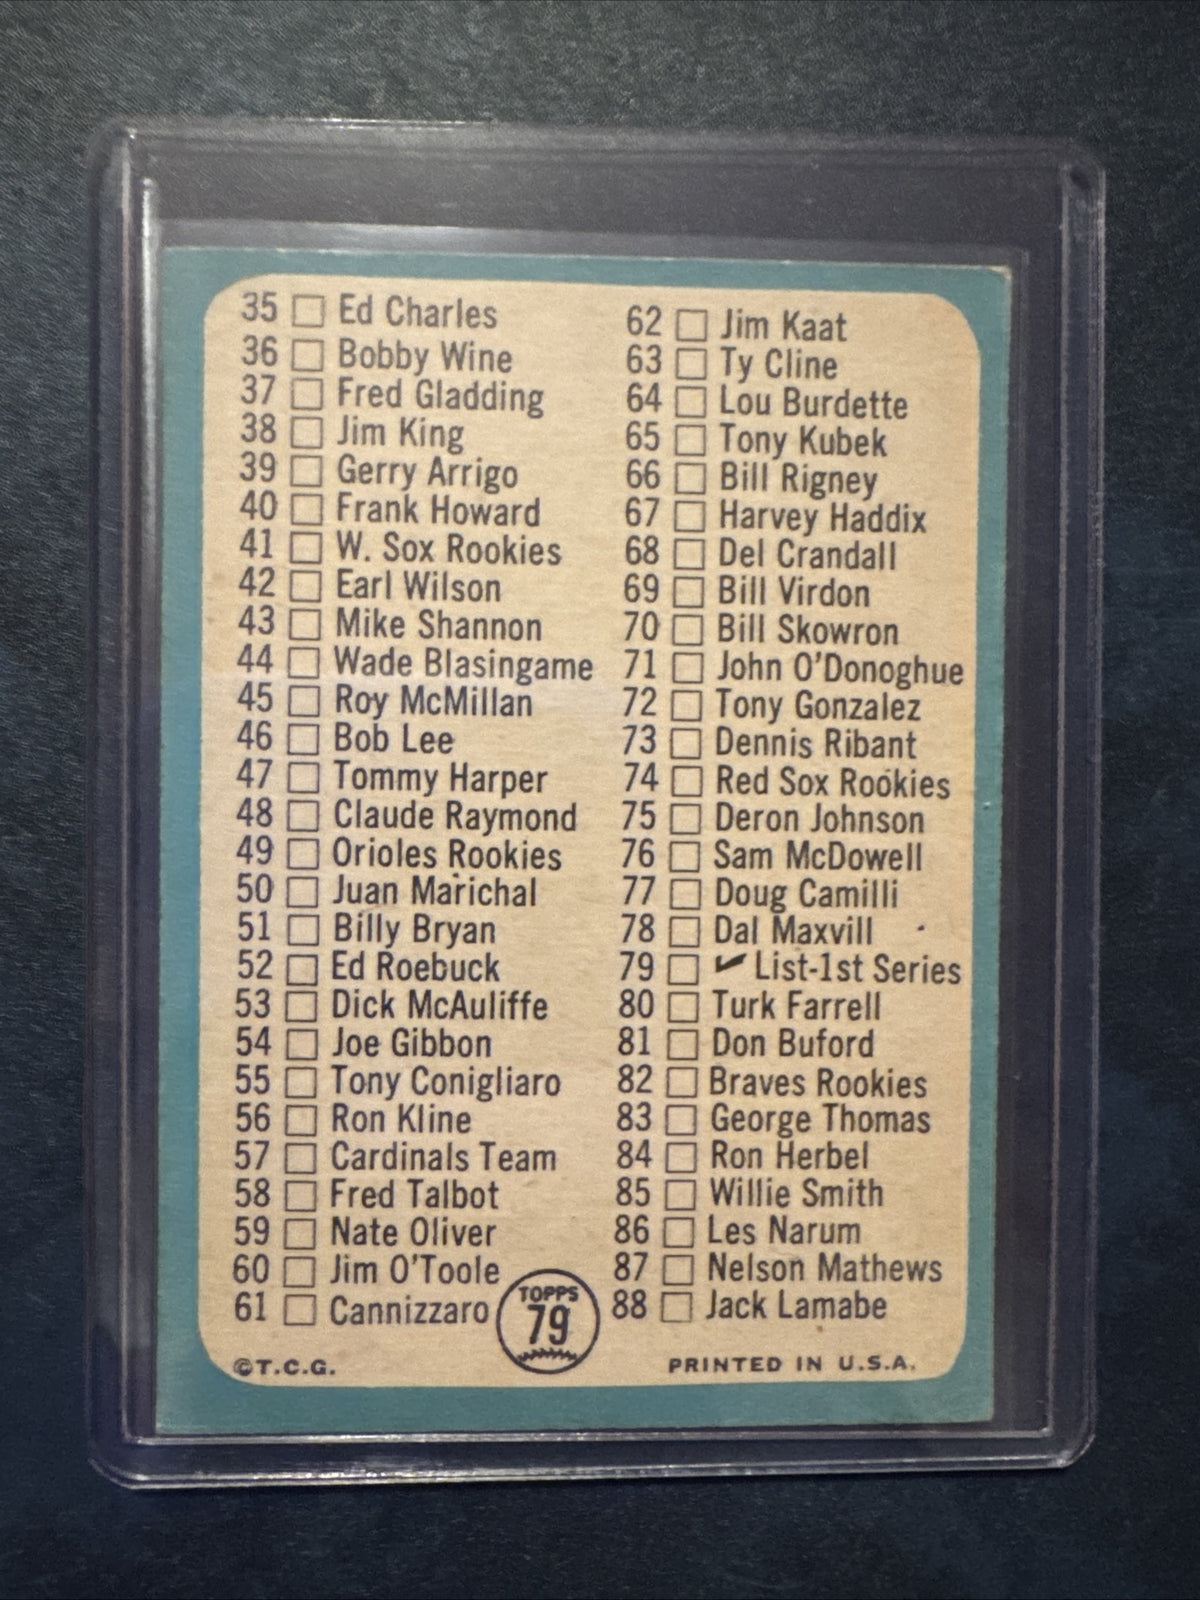 35 Ed Charles
36 Bobby Wine
37 Fred Gladding
38 Jim King
39 Gerry Arrigo
40 Frank Howard
41 W. Sox Rookies
42 Earl Wilson
43 Mike Shannon
44 Wade Blasingame
45 Roy McMillan
46 Bob Lee
47 Tommy Harper
48 Claude Raymond
49 Orioles Rookies
50 Juan Marichal
51 Billy Bryan
52 Ed Roebuck
53 Dick McAuliffe
54 Joe Gibbon
55 Tony Conigliaro
56 Ron Kline
57 Cardinals Team
58 Fred Talbot
59 Nate Oliver
60 Jim O'Toole
61 Cannizzaro
62 Jim Kaat
63 Ty Cline
64 Lou Burdette
65 Tony Kubek
66 Bill Rigney
67 Harvey Haddix
68 Del Crandall
69 Bill Virdon
70 Bill Skowron
71 John O'Donoghue
72 Tony Gonzalez
73 Dennis Ribant
74 Red Sox Rookies
75 Deron Johnson
76 Sam McDowell
77 Doug Camilli
78 Dal Maxvill
79 ✔ List-1st Series
80 Turk Farrell
81 Don Buford
82 Braves Rookies
83 George Thomas
84 Ron Herbel
85 Willie Smith
86 Les Narum
87 Nelson Mathews
88 Jack Lamabe
TOPPS
79
©T.C.G.
PRINTED IN U.S.A.